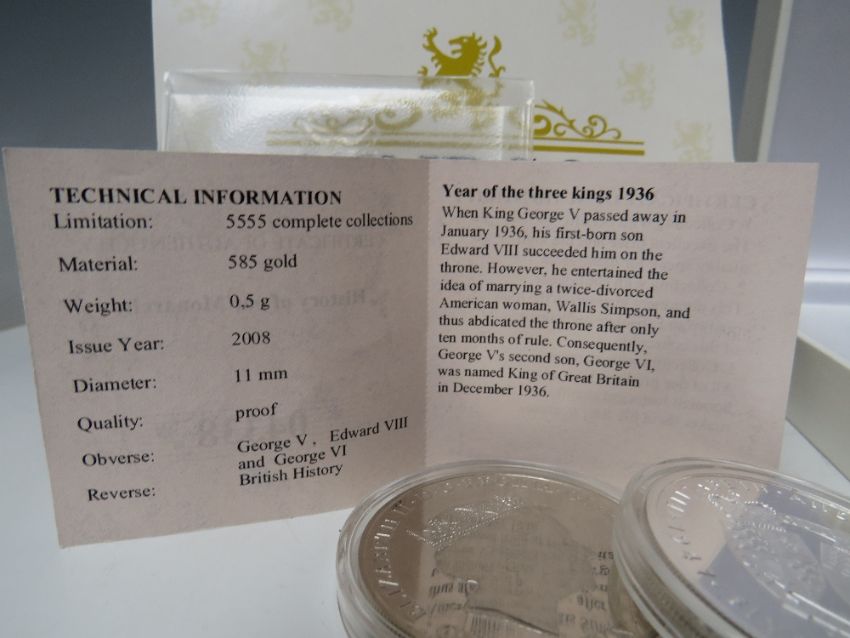 TECHNICAL INFORMATION
Limitation: 5555 complete collections
Material: 585 gold
Weight: 0,5 g
Issue Year: 2008
Diameter: 11 mm
Quality: proof
Obverse: George V , Edward VIII
and George VI
Reverse: British History
Year of the three kings 1936
When King George V passed away in
January 1936, his first-born son
Edward VIII succeeded him on the
throne. However, he entertained the
idea of marrying a twice-divorced
American woman, Wallis Simpson, and
thus abdicated the throne after only
ten months of rule. Consequently,
George V's second son, George VI,
was named King of Great Britain
in December 1936.
ELIZABETH II